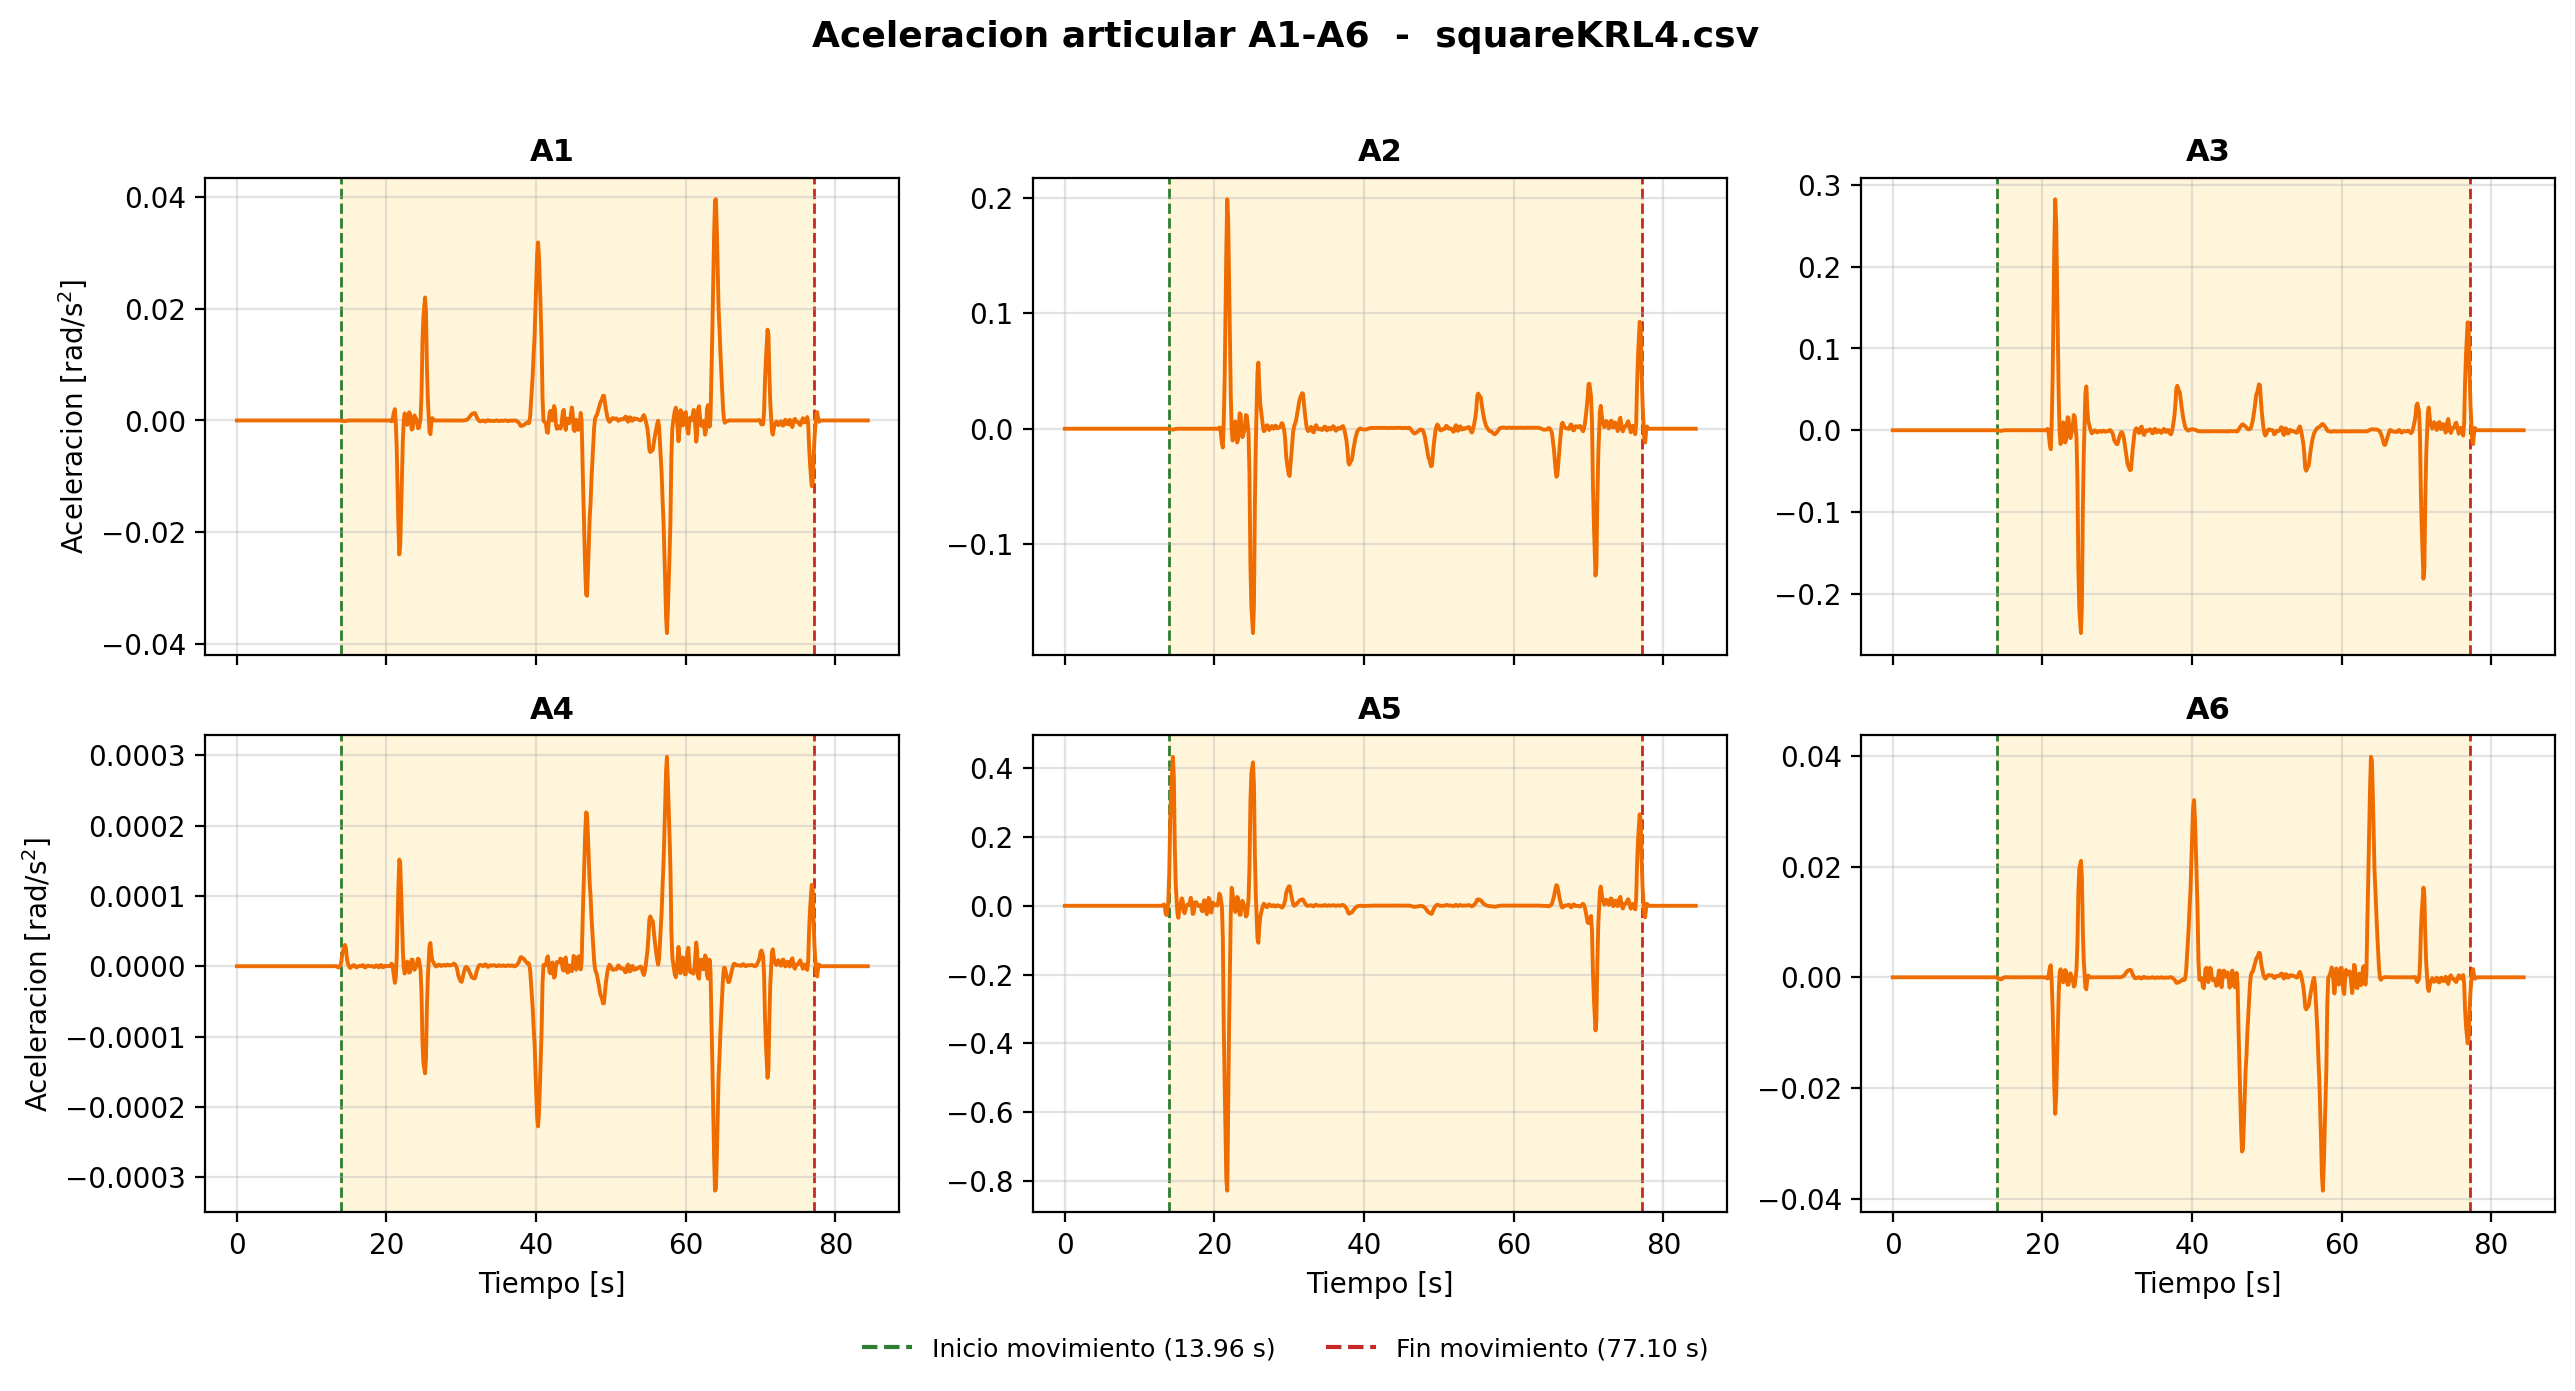 Aceleracion articular A1-A6 - squareKRL4.csv
A1
A2
A3
Aceleracion [rad/s²]
0.04
0.02
0.00
−0.02
−0.04
0.2
0.1
0.0
−0.1
0.3
0.2
0.1
0.0
−0.1
−0.2
A4
A5
A6
Aceleracion [rad/s²]
0.0003
0.0002
0.0001
0.0000
−0.0001
−0.0002
−0.0003
0 20 40 60 80
Tiempo [s]
0.4
0.2
0.0
−0.2
−0.4
−0.6
−0.8
0 20 40 60 80
Tiempo [s]
0.04
0.02
0.00
−0.02
−0.04
0 20 40 60 80
Tiempo [s]
Inicio movimiento (13.96 s)
Fin movimiento (77.10 s)